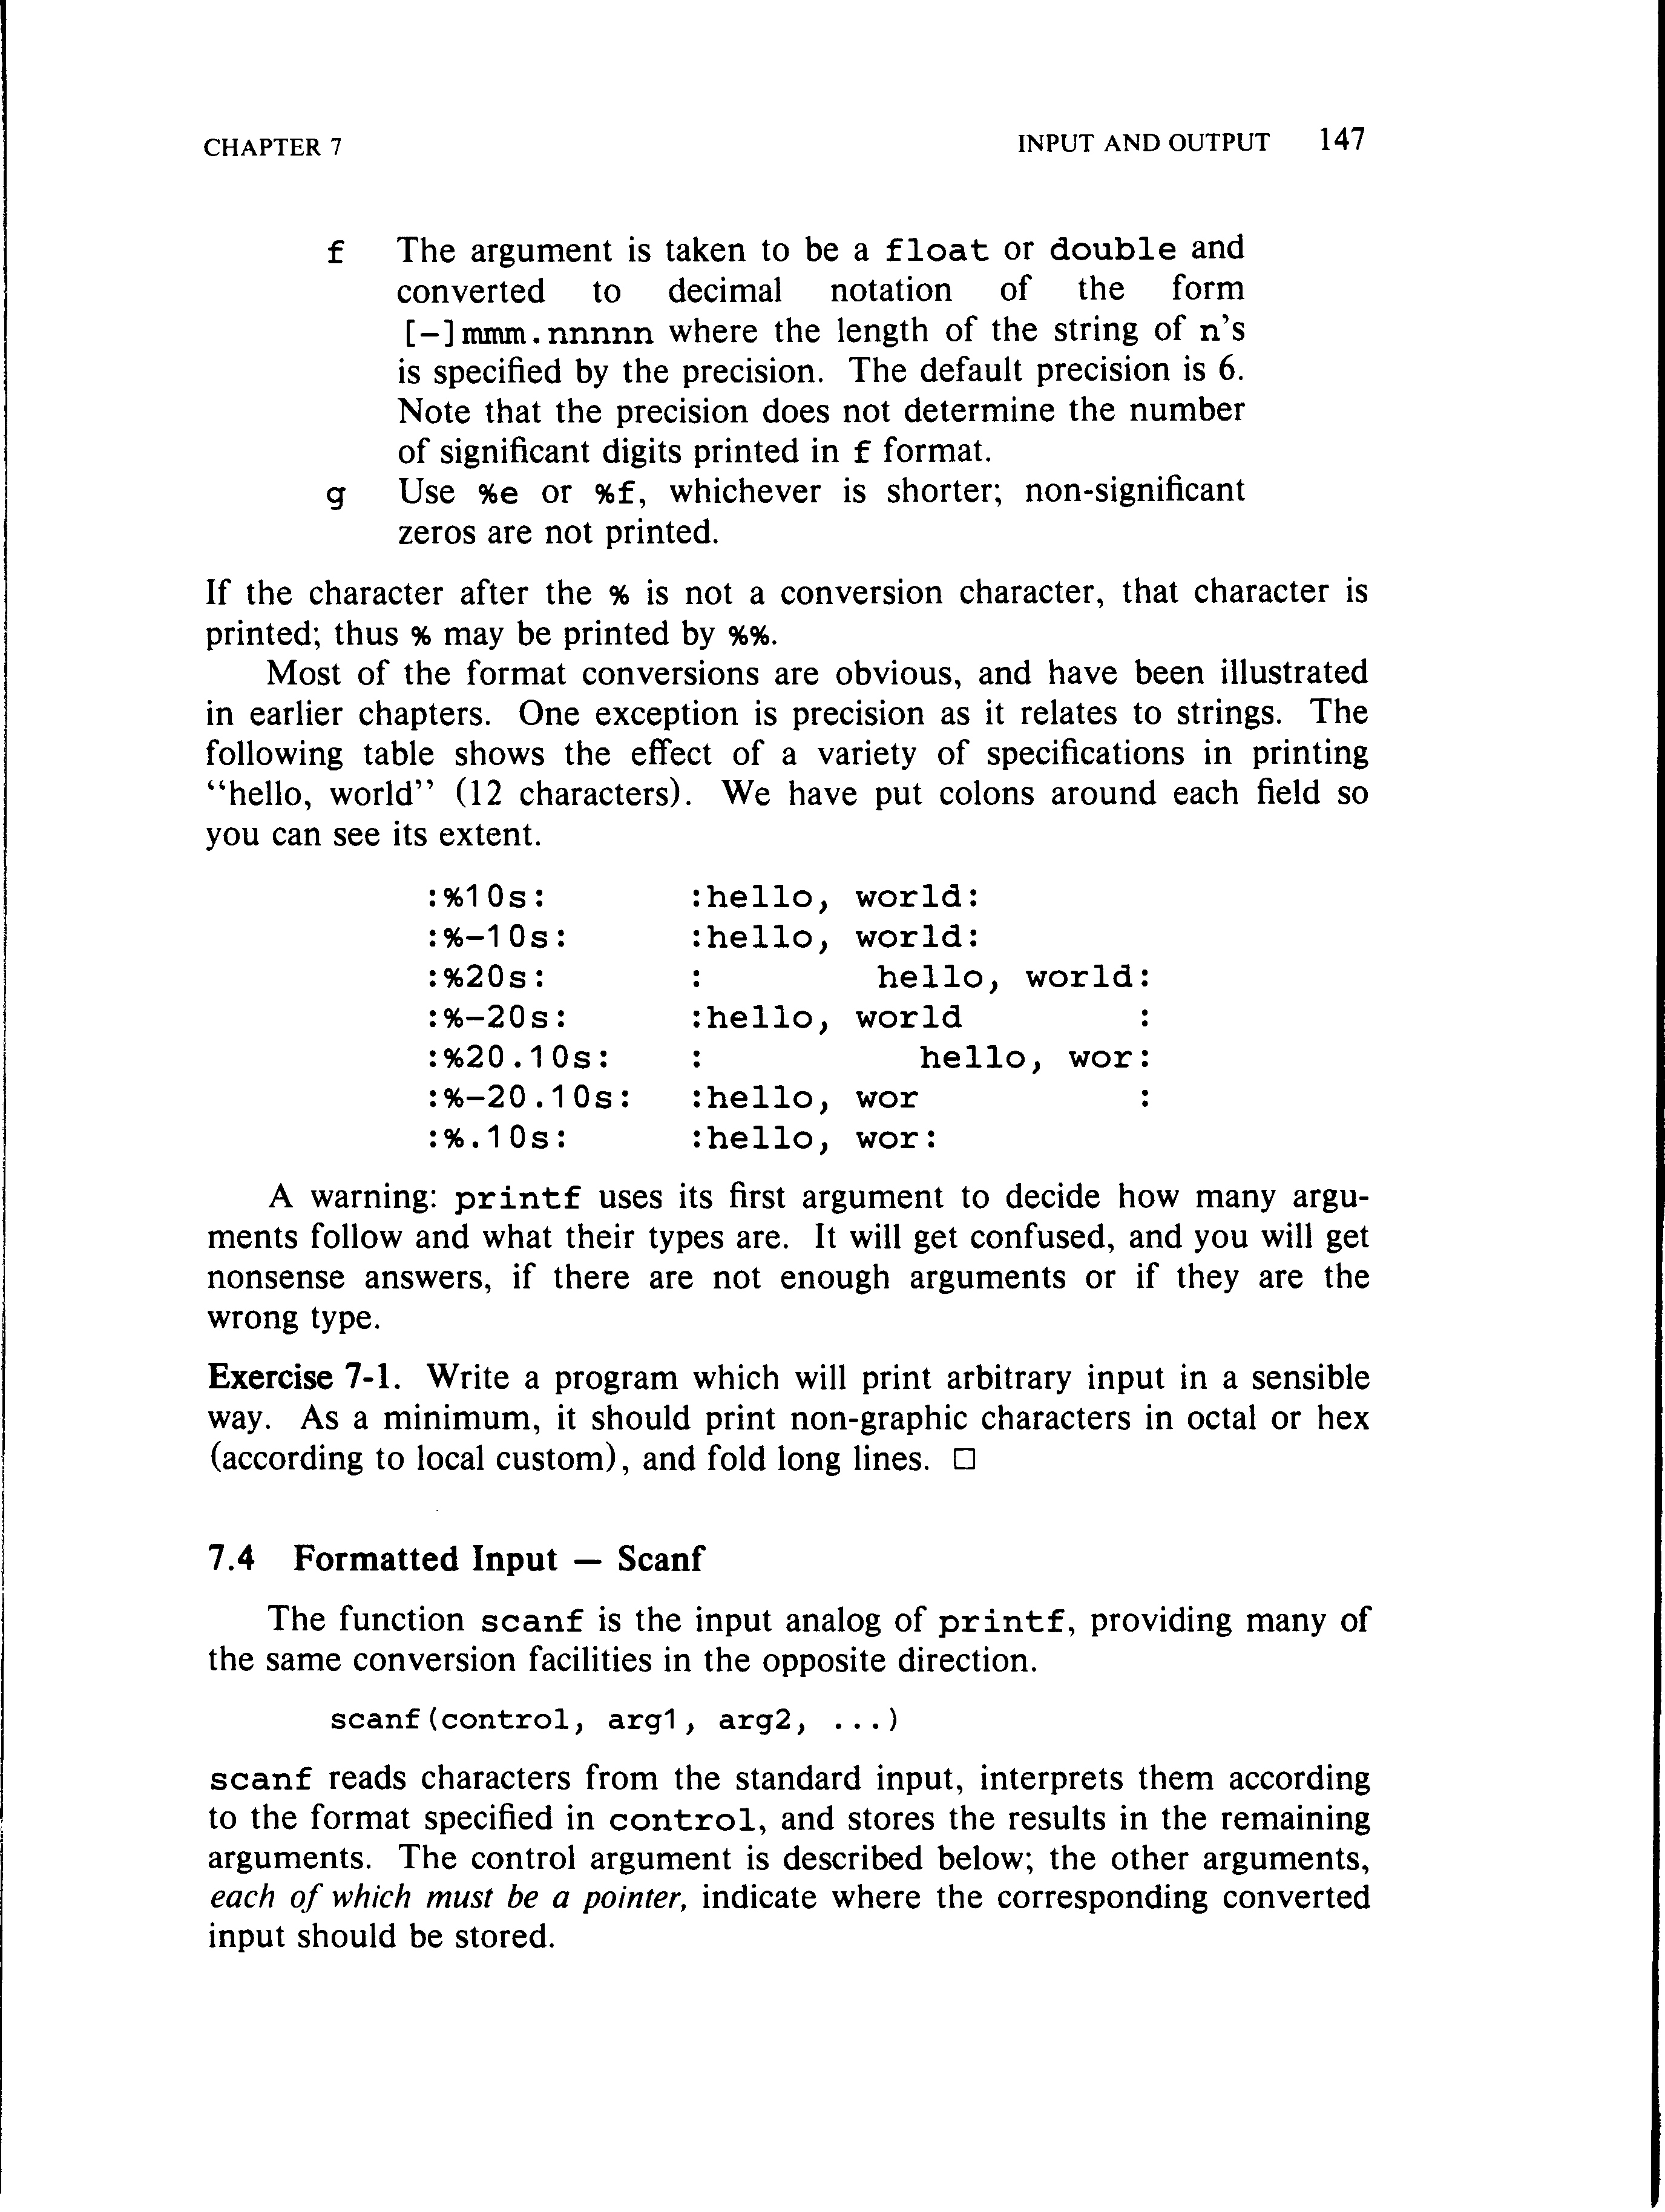 CHAPTER 7 INPUT AND OUTPUT 147
f The argument is taken to be a float or double and
converted to decimal notation of the form
[−]mmm.nnnnn where the length of the string of n's
is specified by the precision. The default precision is 6.
Note that the precision does not determine the number
of significant digits printed in f format.
g Use %e or %f, whichever is shorter; non-significant
zeros are not printed.
If the character after the % is not a conversion character, that character is
printed; thus % may be printed by %%.
Most of the format conversions are obvious, and have been illustrated
in earlier chapters. One exception is precision as it relates to strings. The
following table shows the effect of a variety of specifications in printing
“hello, world” (12 characters). We have put colons around each field so
you can see its extent.
:%10s:       :hello, world:
:%−10s:      :hello, world:
:%20s:       :        hello, world:
:%−20s:      :hello, world        :
:%20.10s:    :          hello, wor:
:%−20.10s:   :hello, wor          :
:%.10s:      :hello, wor:
A warning: printf uses its first argument to decide how many argu-
ments follow and what their types are. It will get confused, and you will get
nonsense answers, if there are not enough arguments or if they are the
wrong type.
Exercise 7-1. Write a program which will print arbitrary input in a sensible
way. As a minimum, it should print non-graphic characters in octal or hex
(according to local custom), and fold long lines. □
7.4 Formatted Input — Scanf
The function scanf is the input analog of printf, providing many of
the same conversion facilities in the opposite direction.
scanf(control, arg1, arg2, ...)
scanf reads characters from the standard input, interprets them according
to the format specified in control, and stores the results in the remaining
arguments. The control argument is described below; the other arguments,
each of which must be a pointer, indicate where the corresponding converted
input should be stored.